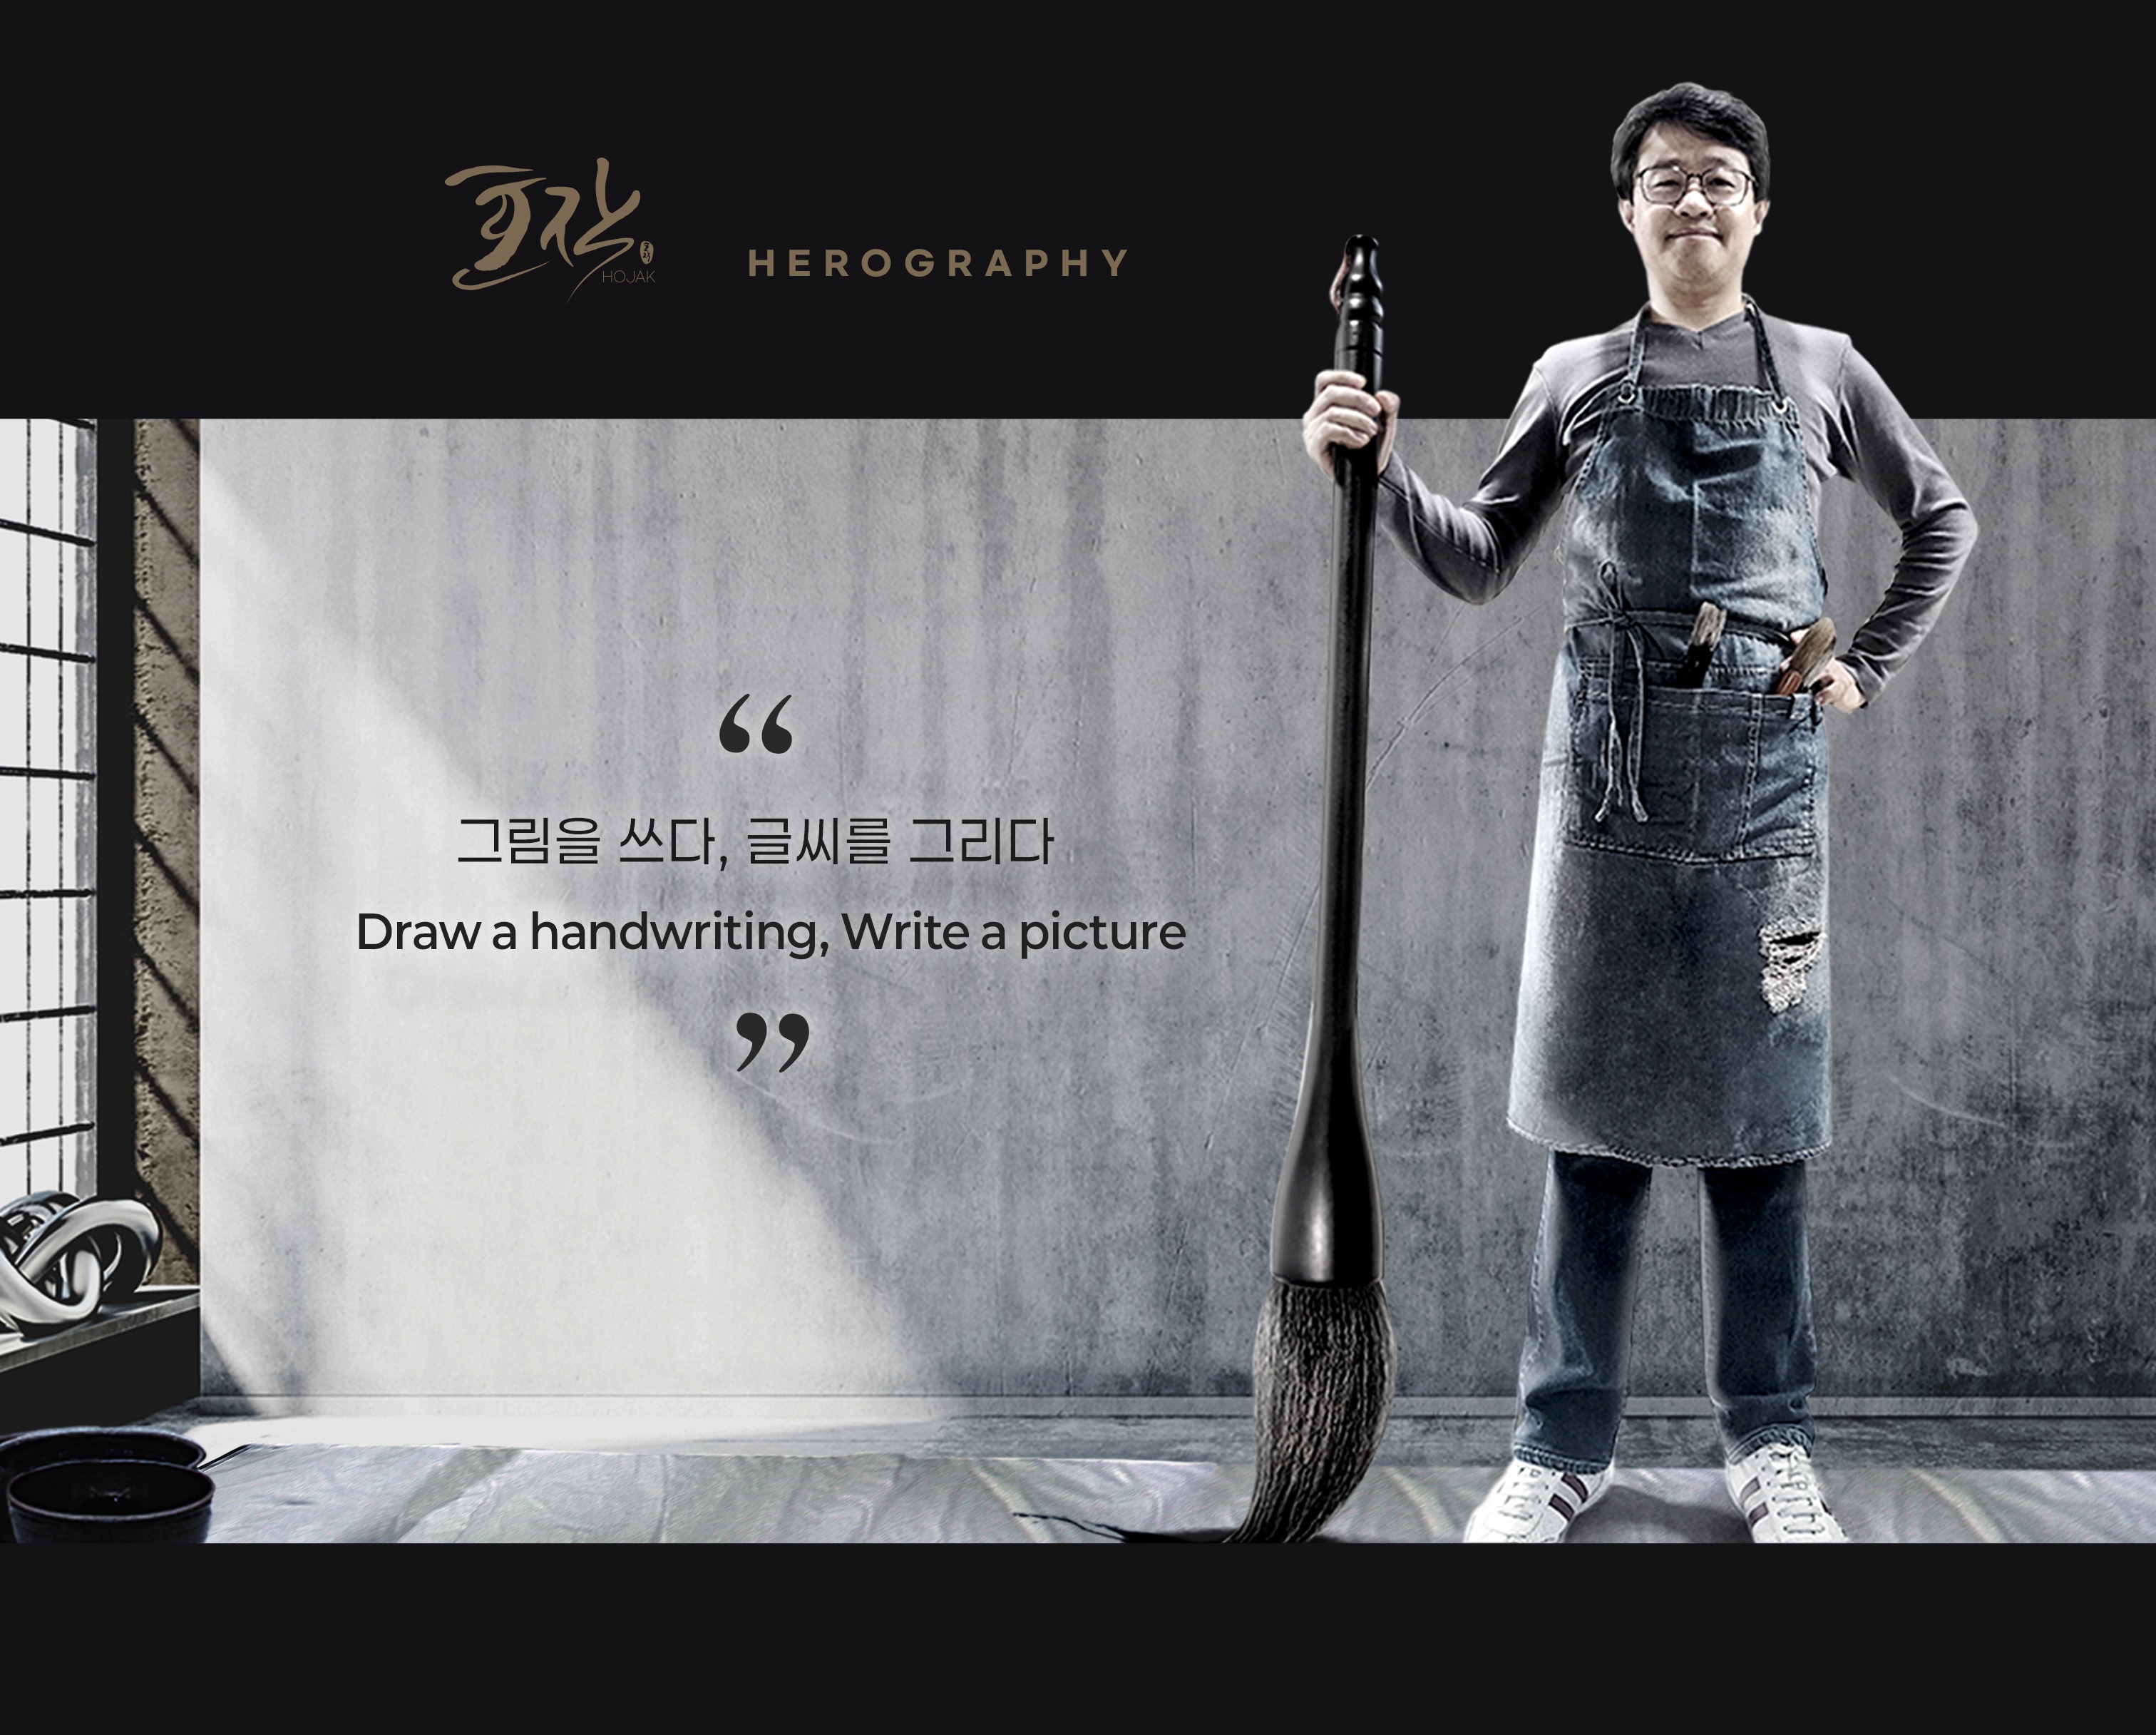 호작
HOJAK
HEROGRAPHY
“
그림을 쓰다, 글씨를 그리다
Draw a handwriting, Write a picture
”